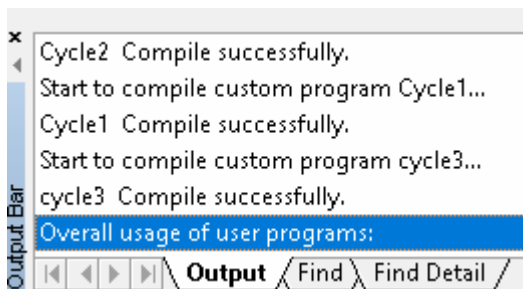 Cycle2 Compile successfully.
Start to compile custom program Cycle1...
Cycle1 Compile successfully.
Start to compile custom program cycle3...
cycle3 Compile successfully.
Overall usage of user programs:
Output Bar
Output Find Find Detail